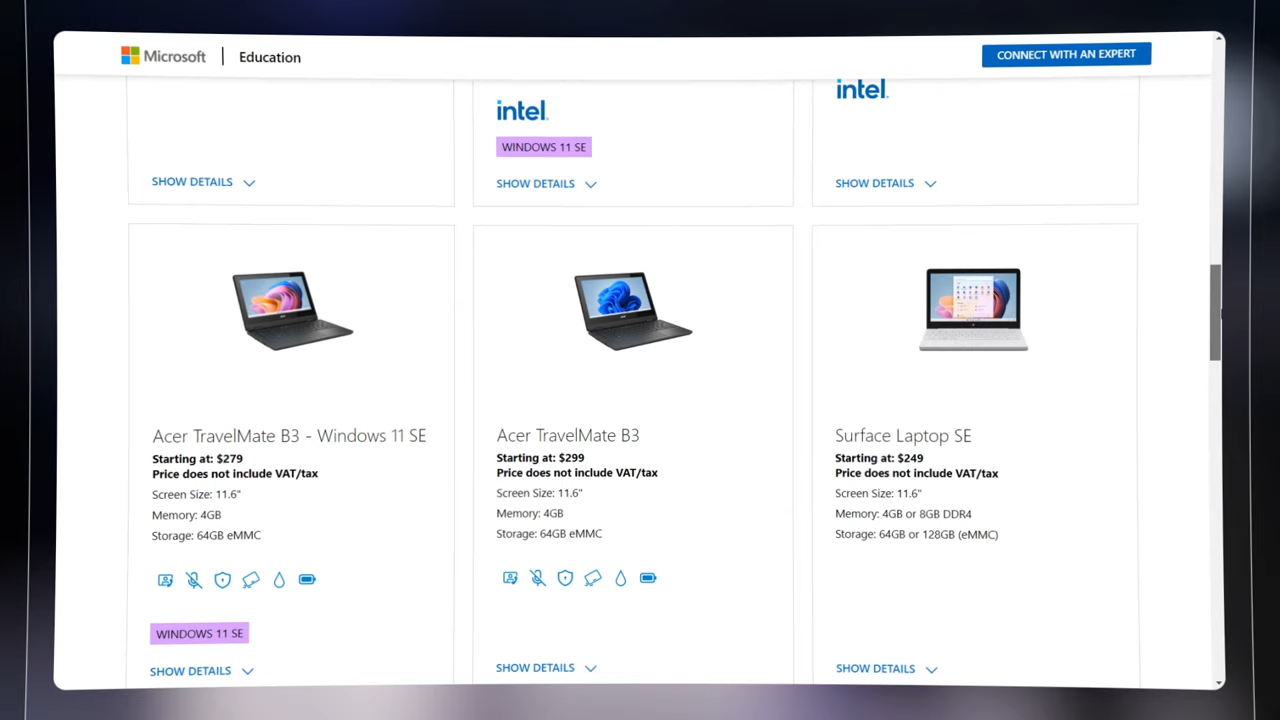 Microsoft | Education
CONNECT WITH AN EXPERT
intel.
intel.
WINDOWS 11 SE
SHOW DETAILS
SHOW DETAILS
SHOW DETAILS
Acer TravelMate B3 - Windows 11 SE
Starting at: $279
Price does not include VAT/tax
Screen Size: 11.6"
Memory: 4GB
Storage: 64GB eMMC
WINDOWS 11 SE
SHOW DETAILS
Acer TravelMate B3
Starting at: $299
Price does not include VAT/tax
Screen Size: 11.6"
Memory: 4GB
Storage: 64GB eMMC
SHOW DETAILS
Surface Laptop SE
Starting at: $249
Price does not include VAT/tax
Screen Size: 11.6"
Memory: 4GB or 8GB DDR4
Storage: 64GB or 128GB (eMMC)
SHOW DETAILS